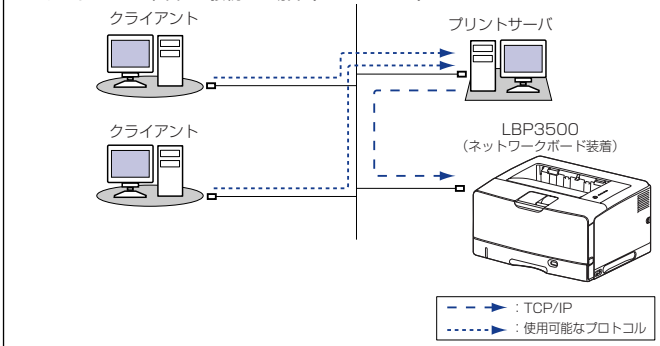 クライアント
プリントサーバ
クライアント
LBP3500
（ネットワークボード装着）
：TCP/IP
：使用可能なプロトコル